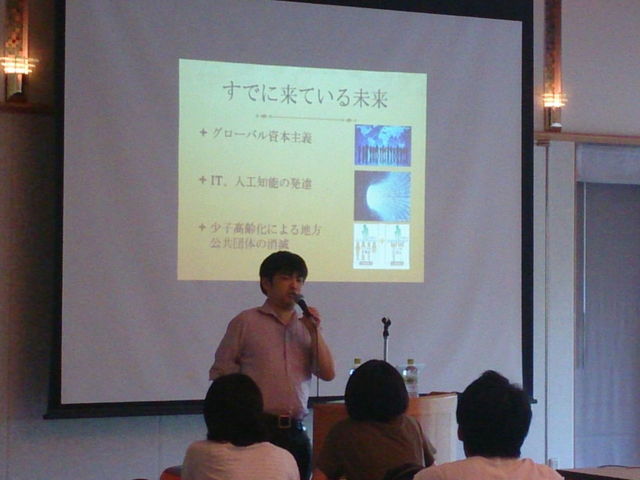 すでに来ている未来
グローバル資本主義
IT、人工知能の発達
少子高齢化による地方
公共団体の消滅